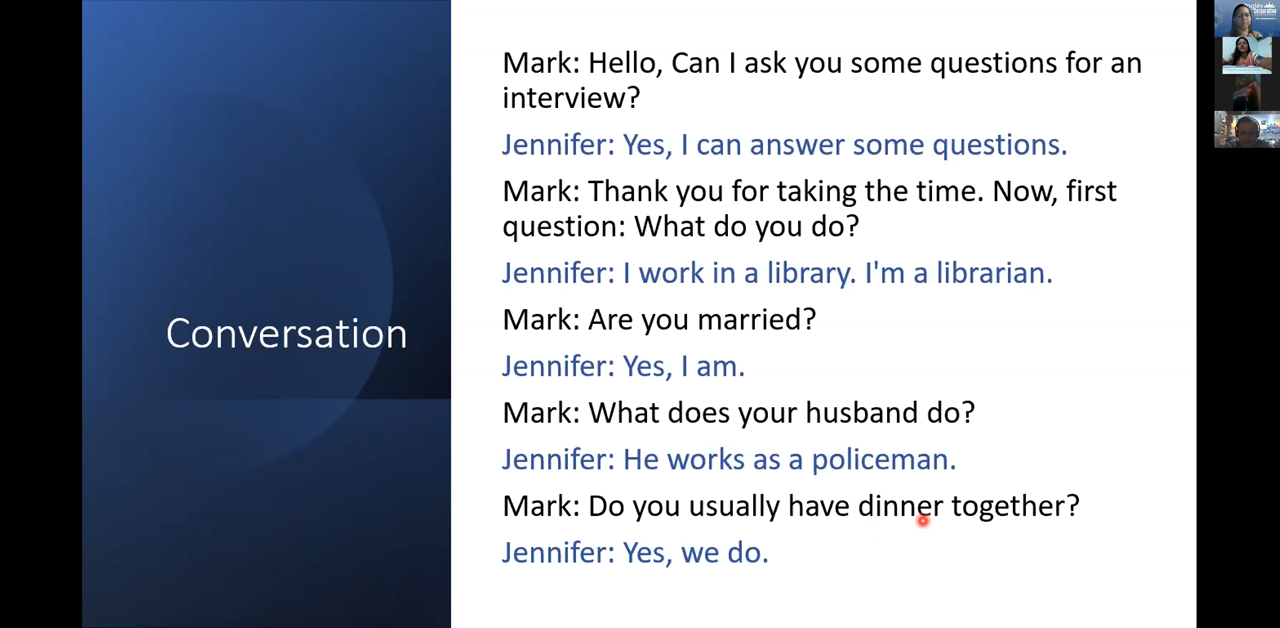 Conversation
Mark: Hello, Can I ask you some questions for an
interview?
Jennifer: Yes, I can answer some questions.
Mark: Thank you for taking the time. Now, first
question: What do you do?
Jennifer: I work in a library. I'm a librarian.
Mark: Are you married?
Jennifer: Yes, I am.
Mark: What does your husband do?
Jennifer: He works as a policeman.
Mark: Do you usually have dinner together?
Jennifer: Yes, we do.